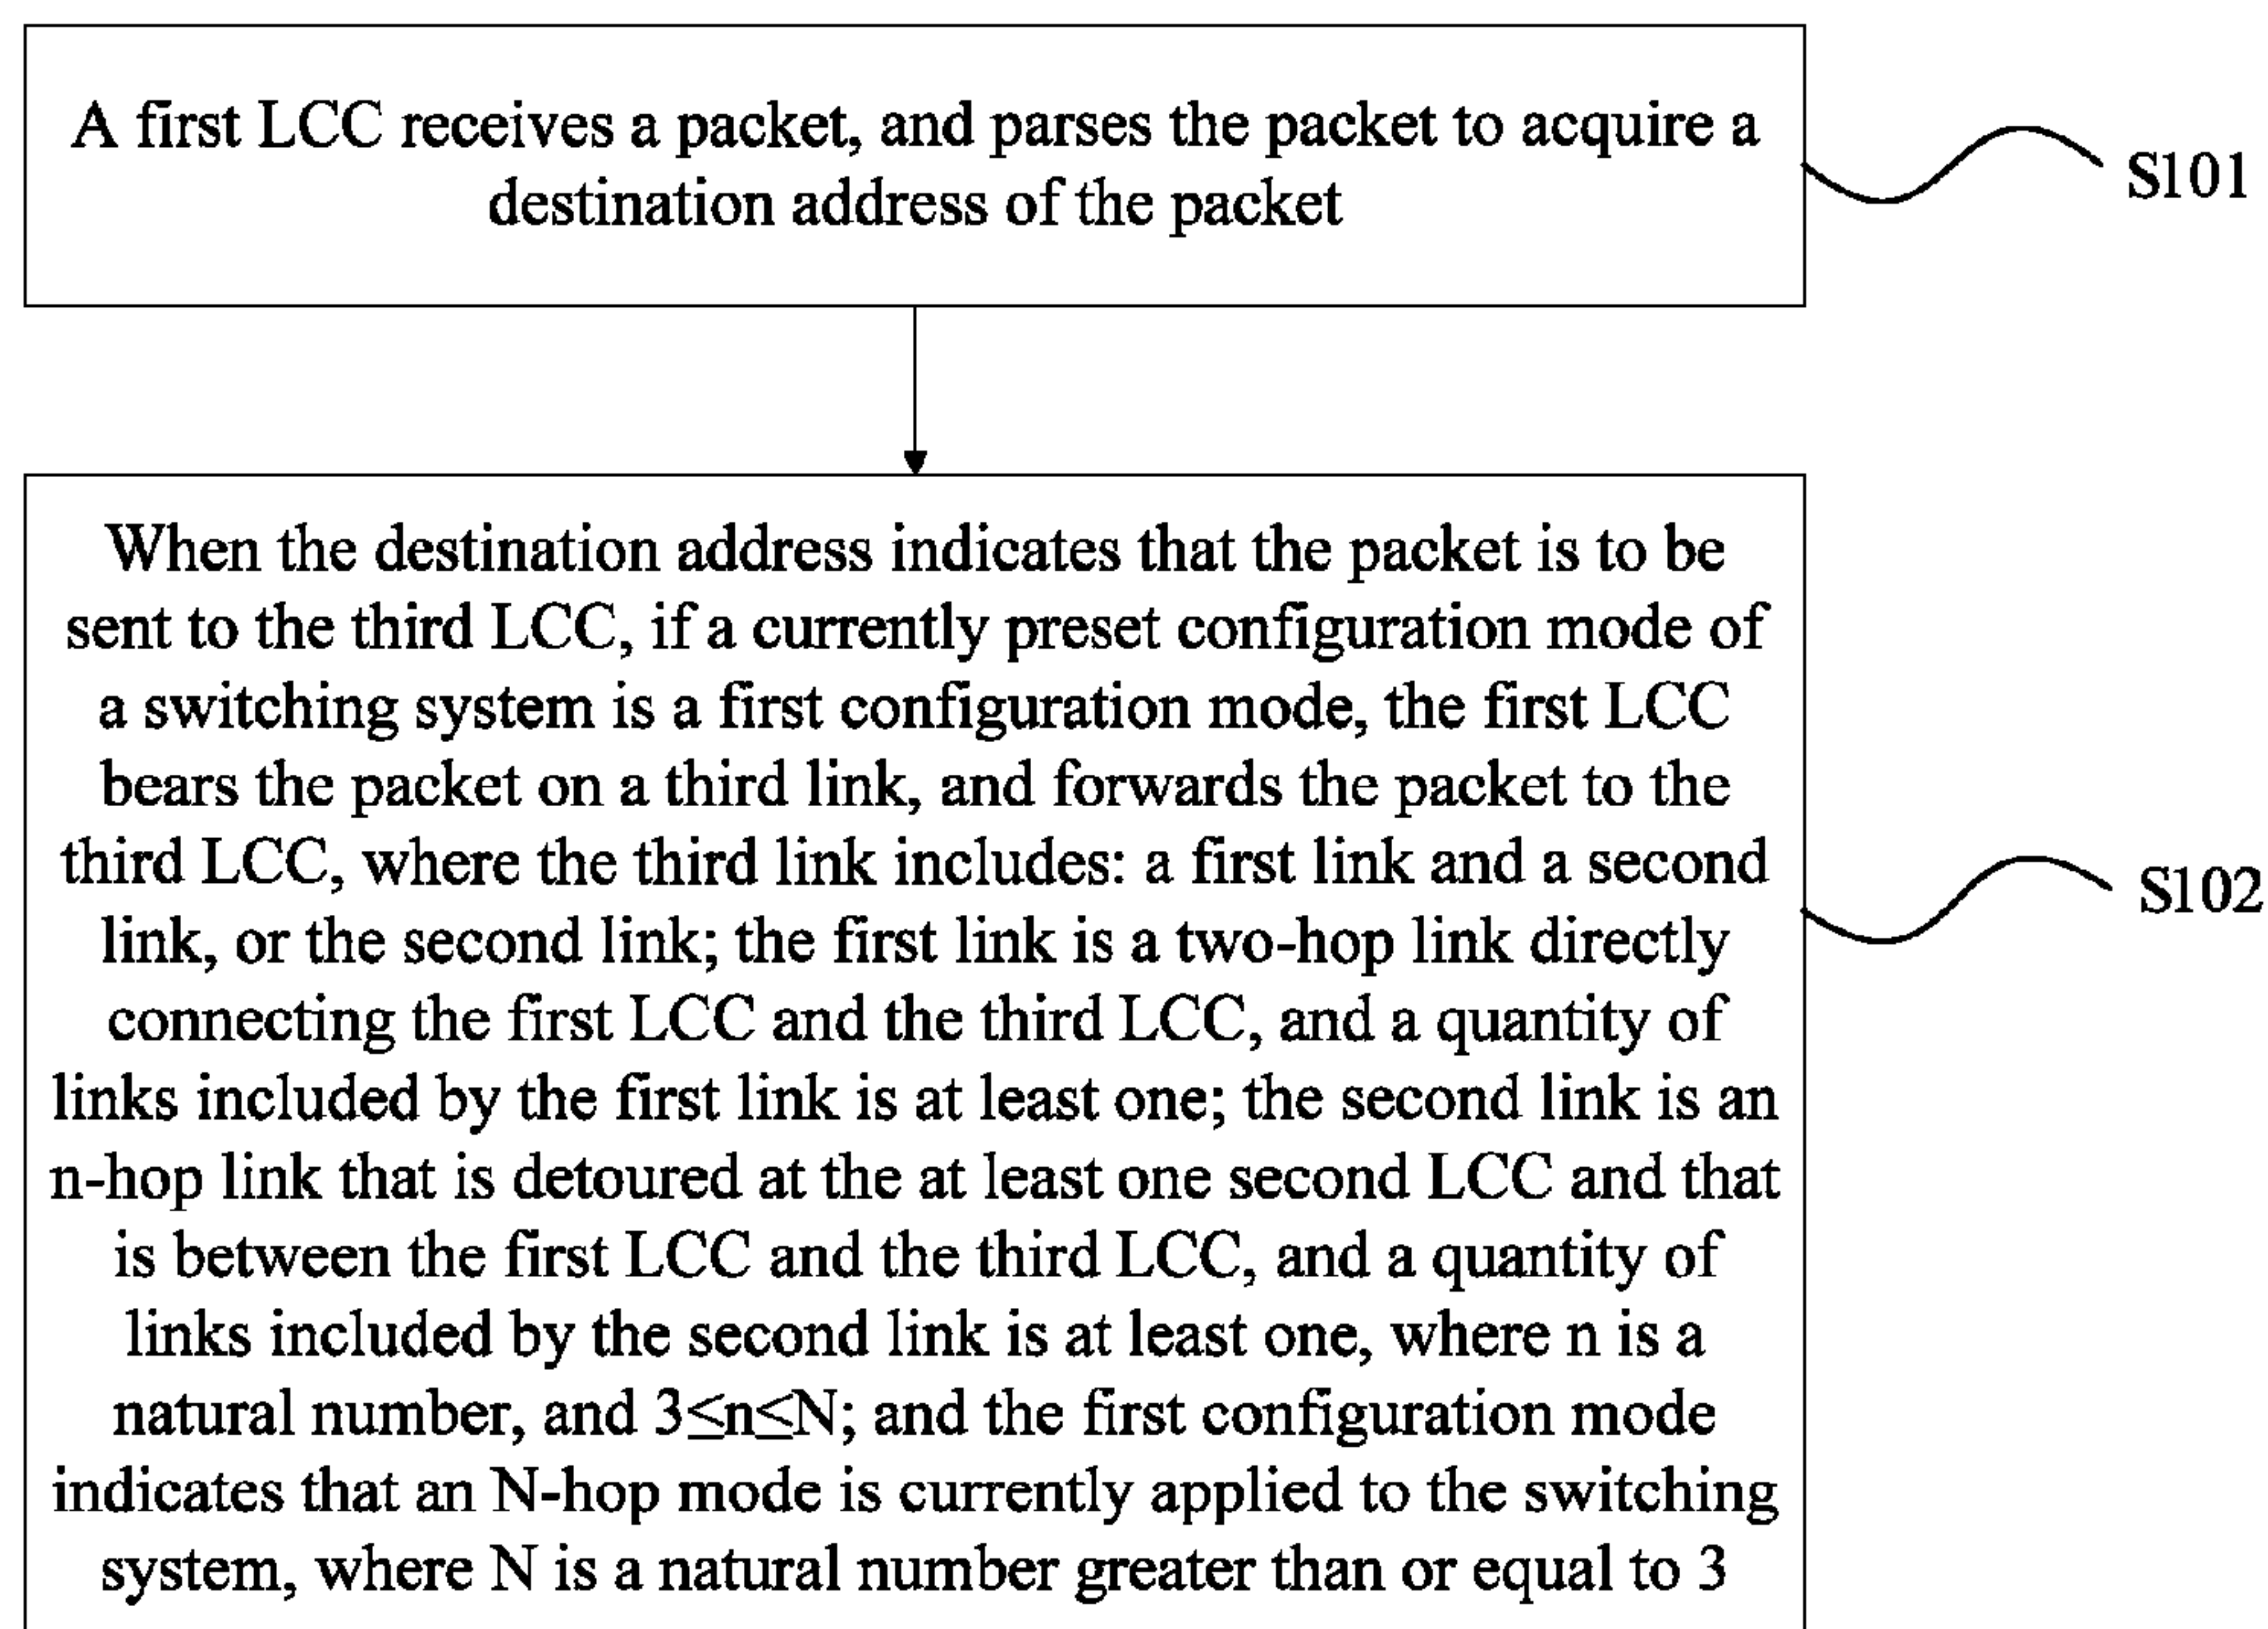 A first LCC receives a packet, and parses the packet to acquire a
destination address of the packet
S101
When the destination address indicates that the packet is to be
sent to the third LCC, if a currently preset configuration mode of
a switching system is a first configuration mode, the first LCC
bears the packet on a third link, and forwards the packet to the
third LCC, where the third link includes: a first link and a second
link, or the second link; the first link is a two-hop link directly
connecting the first LCC and the third LCC, and a quantity of
links included by the first link is at least one; the second link is an
n-hop link that is detoured at the at least one second LCC and that
is between the first LCC and the third LCC, and a quantity of
links included by the second link is at least one, where n is a
natural number, and 3≤n≤N; and the first configuration mode
indicates that an N-hop mode is currently applied to the switching
system, where N is a natural number greater than or equal to 3
S102